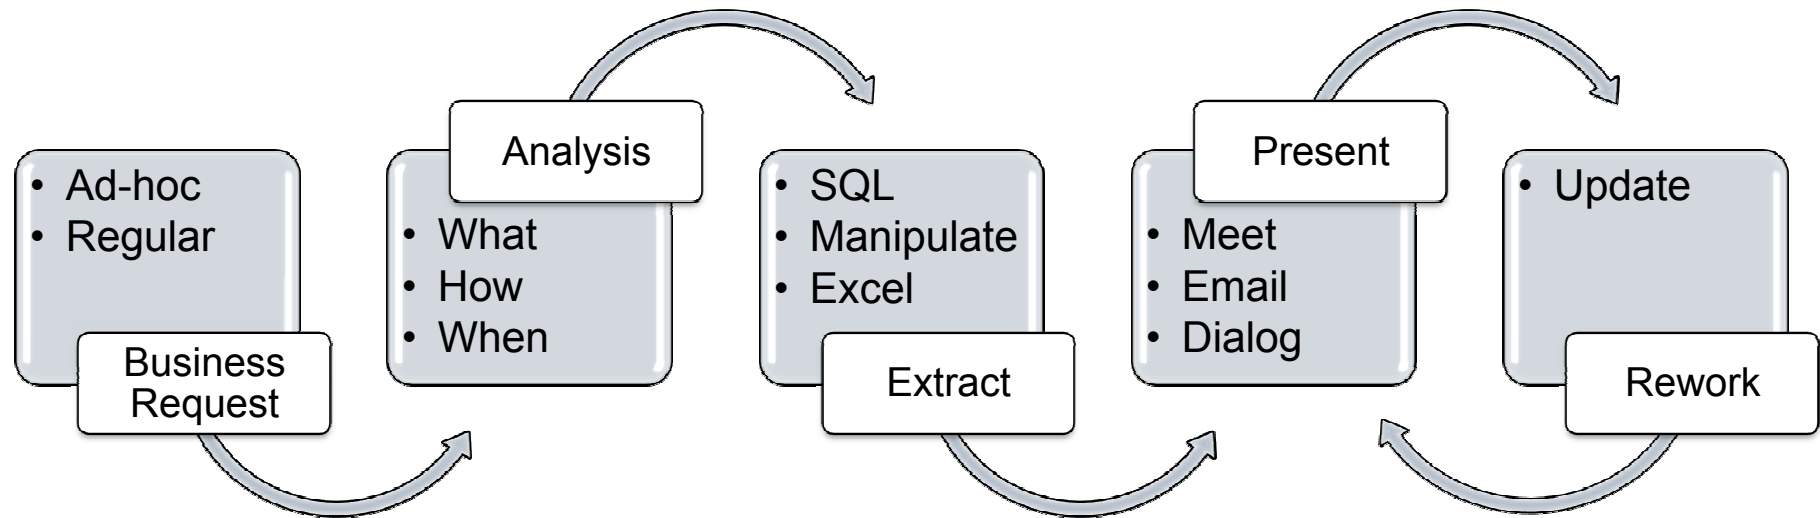 • Ad-hoc
• Regular
Business
Request
Analysis
• What
• How
• When
• SQL
• Manipulate
• Excel
Extract
Present
• Meet
• Email
• Dialog
• Update
Rework